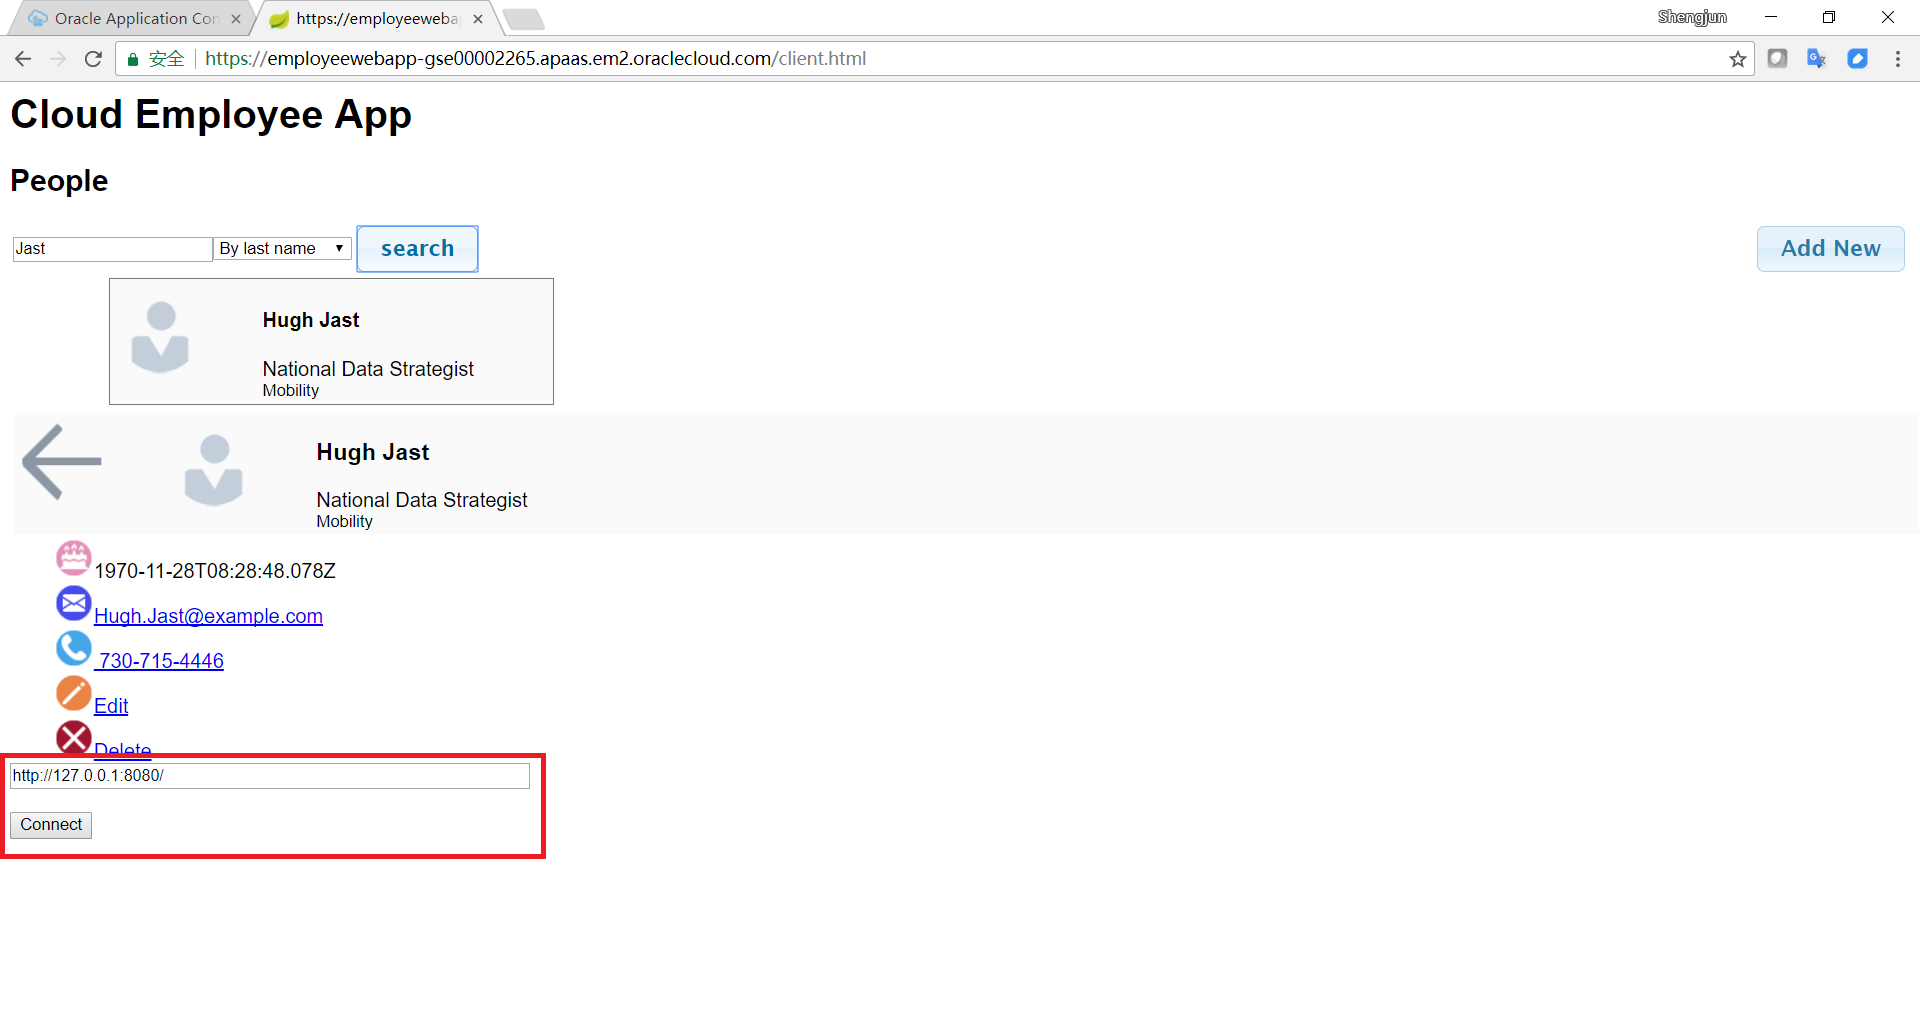 Oracle Application Con
https://employeeweba
Shengjun
安全
https://employeewebapp-gse00002265.apaas.em2.oraclecloud.com/client.html
Cloud Employee App
People
Jast
By last name
search
Add New
Hugh Jast
National Data Strategist
Mobility
Hugh Jast
National Data Strategist
Mobility
1970-11-28T08:28:48.078Z
Hugh.Jast@example.com
730-715-4446
Edit
Delete
http://127.0.0.1:8080/
Connect